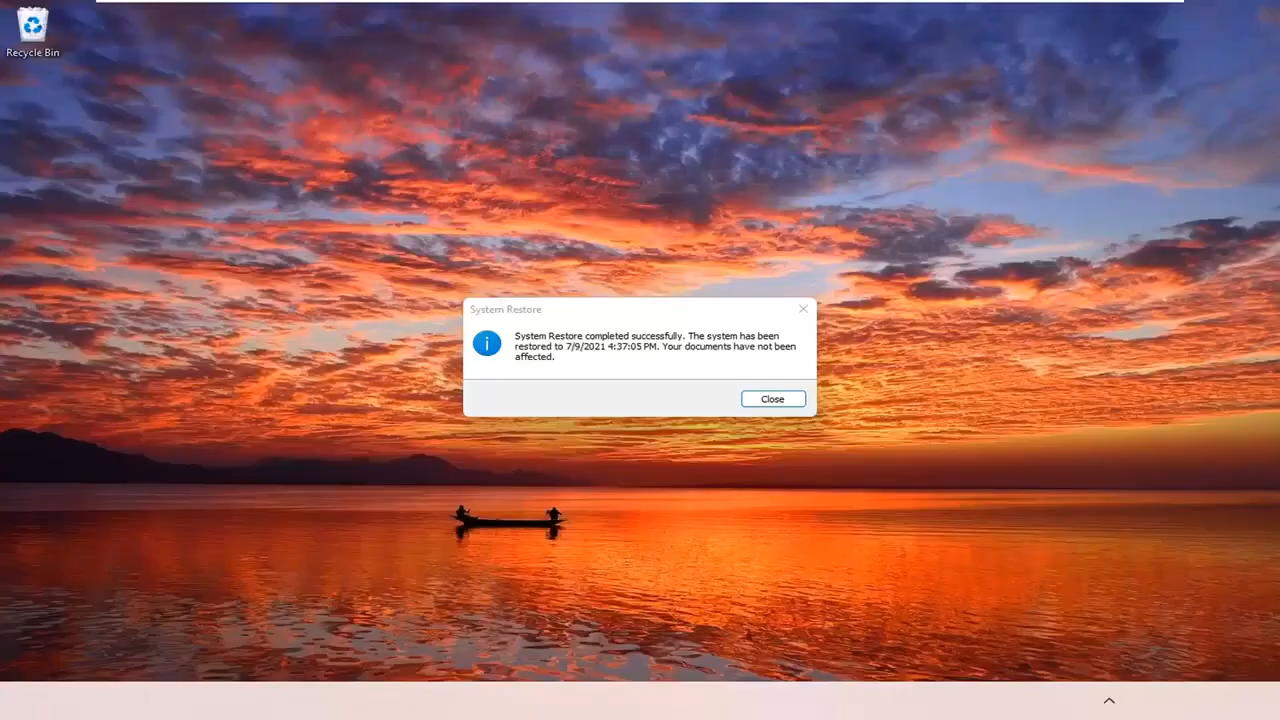 Recycle Bin
System Restore
System Restore completed successfully. The system has been
restored to 7/9/2021 4:37:05 PM. Your documents have not been
affected.
Close